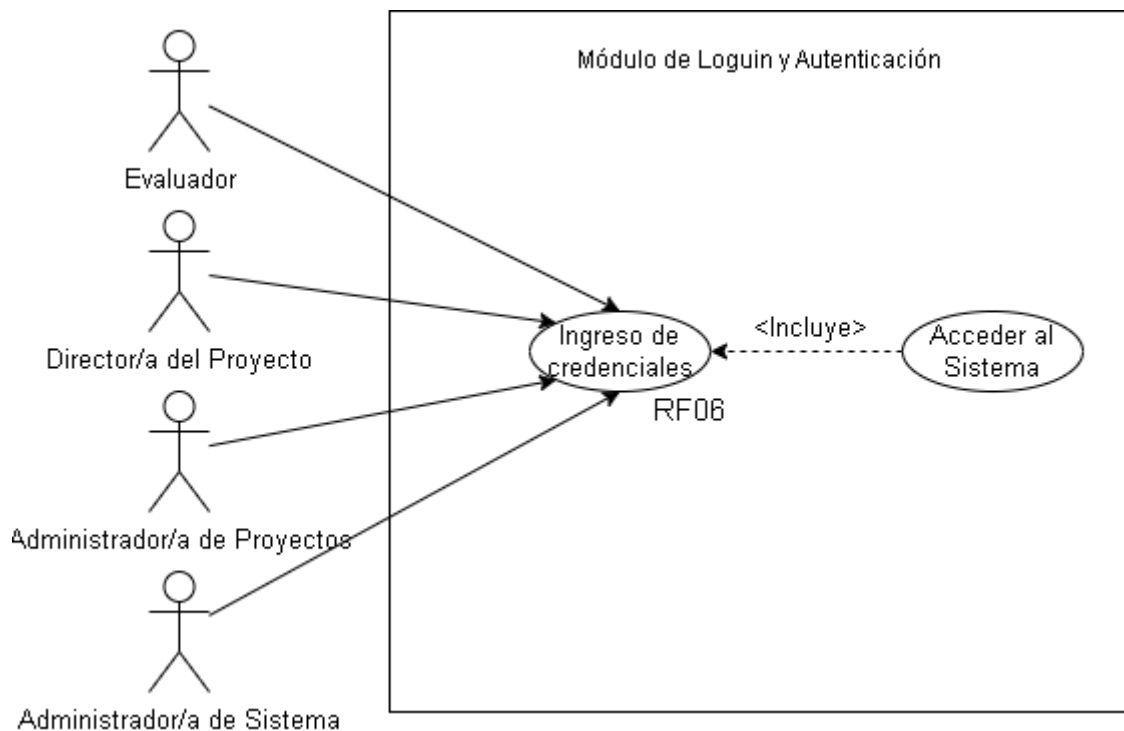 Módulo de Loguin y Autenticación
Evaluador
Director/a del Proyecto
Administrador/a de Proyectos
Administrador/a de Sistema
Ingreso de
credenciales
RF06
<Incluye>
Acceder al
Sistema